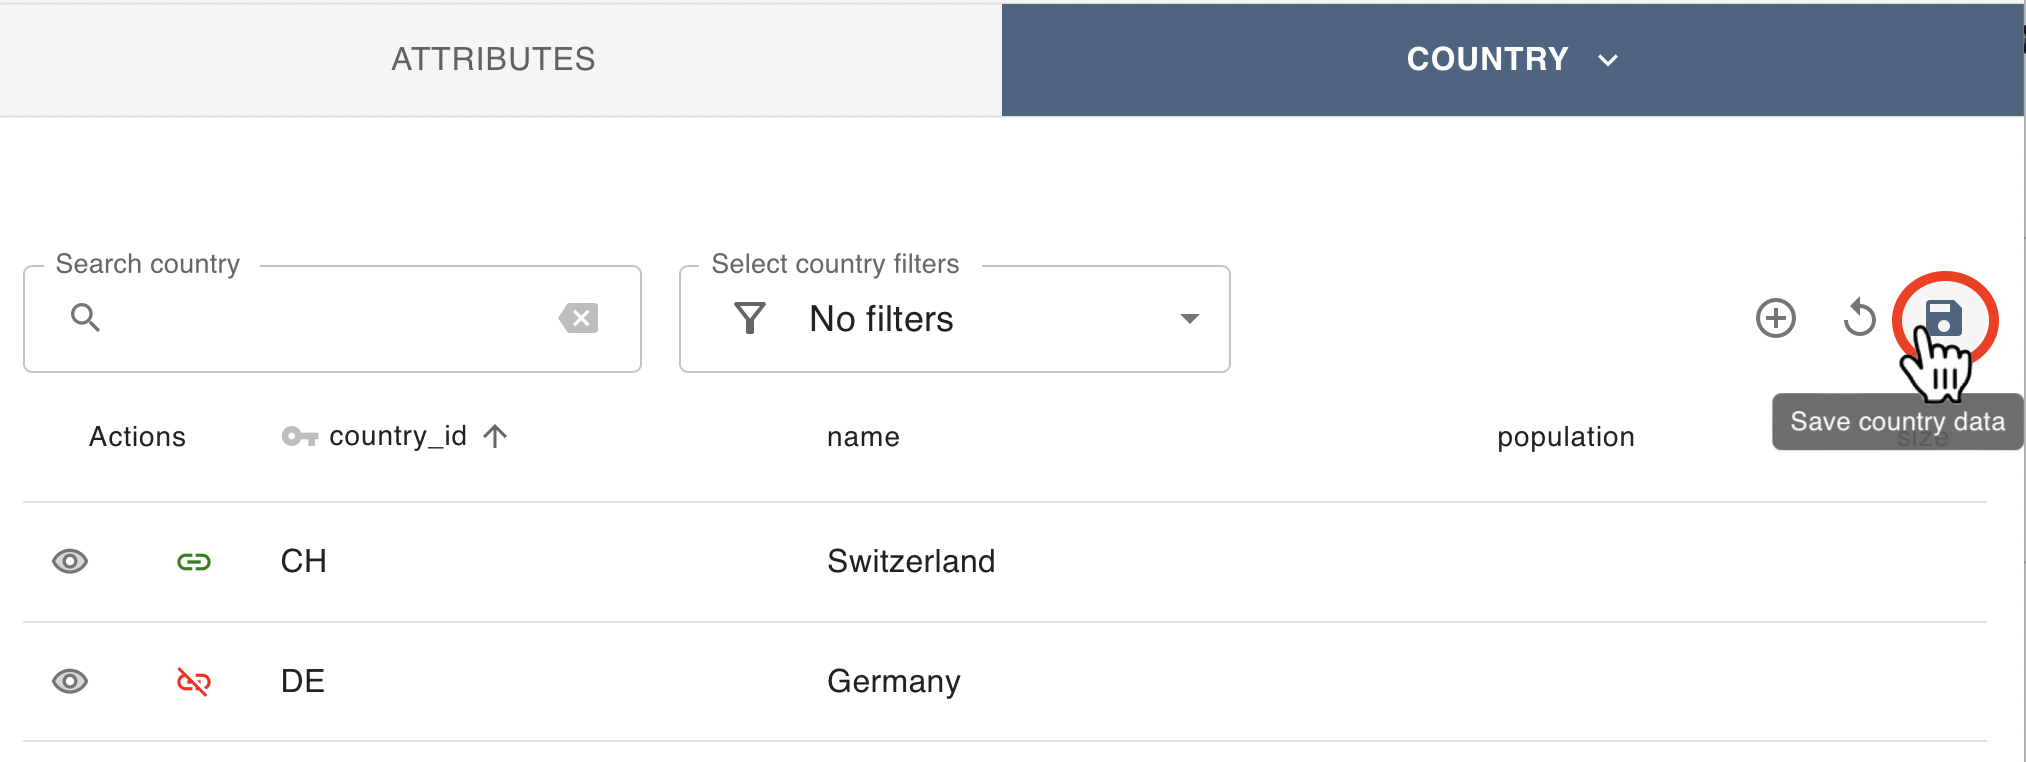 ATTRIBUTES COUNTRY
Search country Select country filters
No filters
Save country data
Actions country_id name population size
CH Switzerland
DE Germany